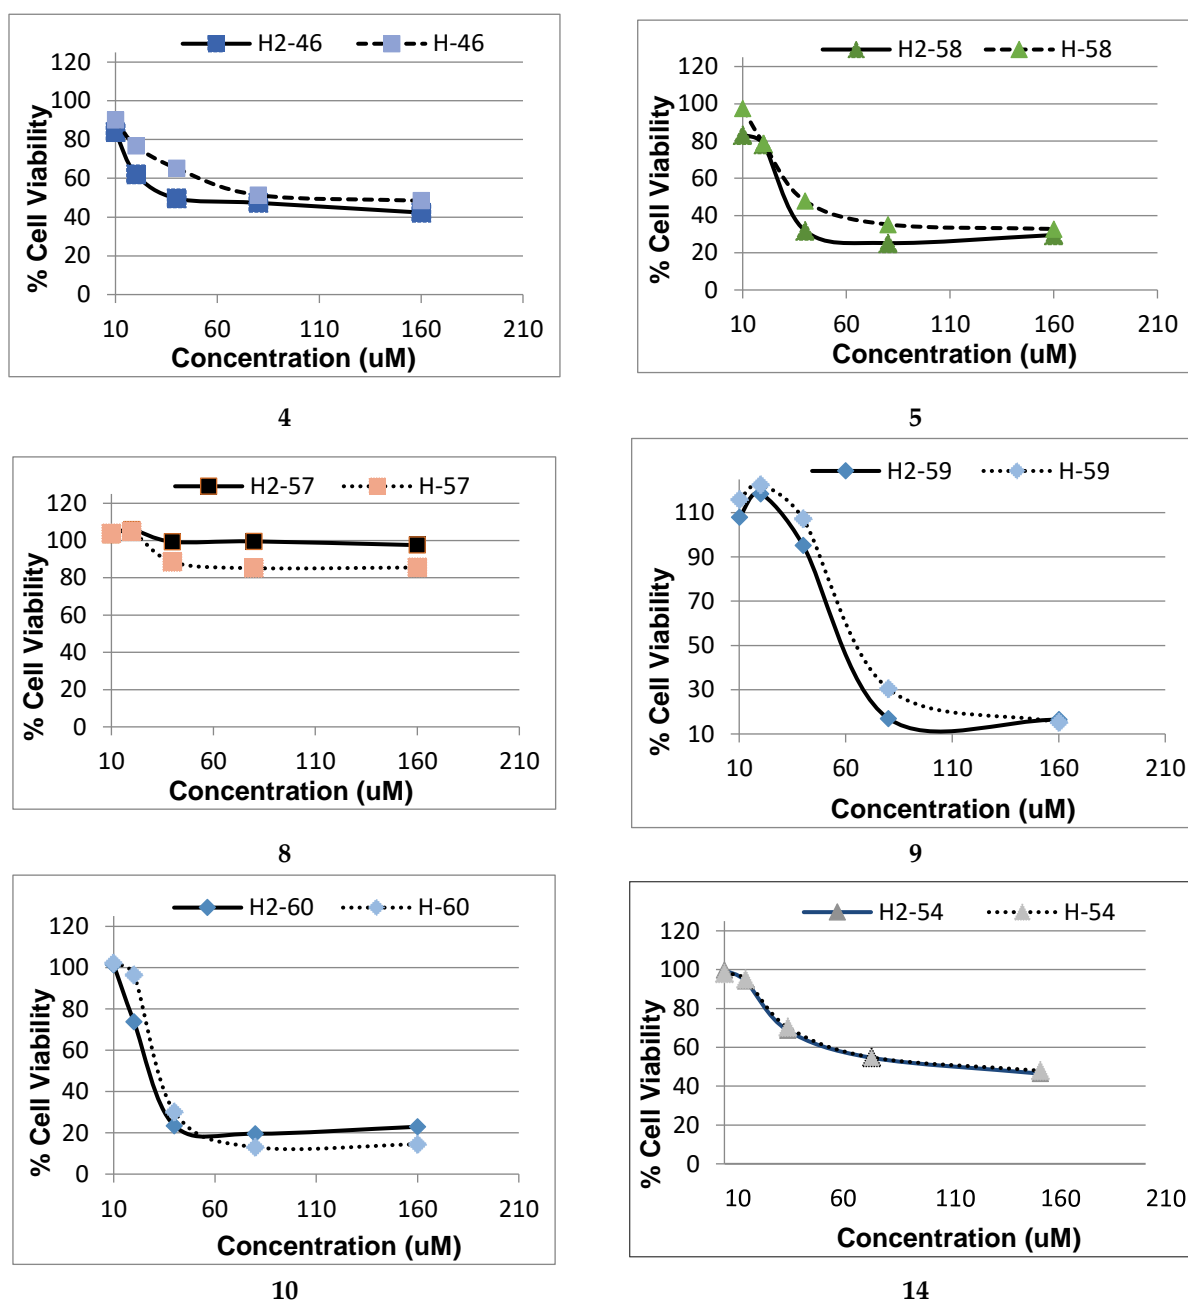 H2-46 H-46
120
100
80
60
40
20
0
10 60 110 160 210
% Cell Viability
Concentration (uM)
4
H2-58 H-58
120
100
80
60
40
20
0
10 60 110 160 210
% Cell Viability
Concentration (uM)
5
H2-57 H-57
120
100
80
60
40
20
0
10 60 110 160 210
% Cell Viability
Concentration (uM)
8
H2-59 H-59
110
90
70
50
30
10
10 60 110 160 210
% Cell Viability
Concentration (uM)
9
H2-60 H-60
120
100
80
60
40
20
0
10 60 110 160 210
% Cell Viability
Concentration (uM)
10
H2-54 H-54
120
100
80
60
40
20
0
10 60 110 160 210
% Cell Viability
Concentration (uM)
14